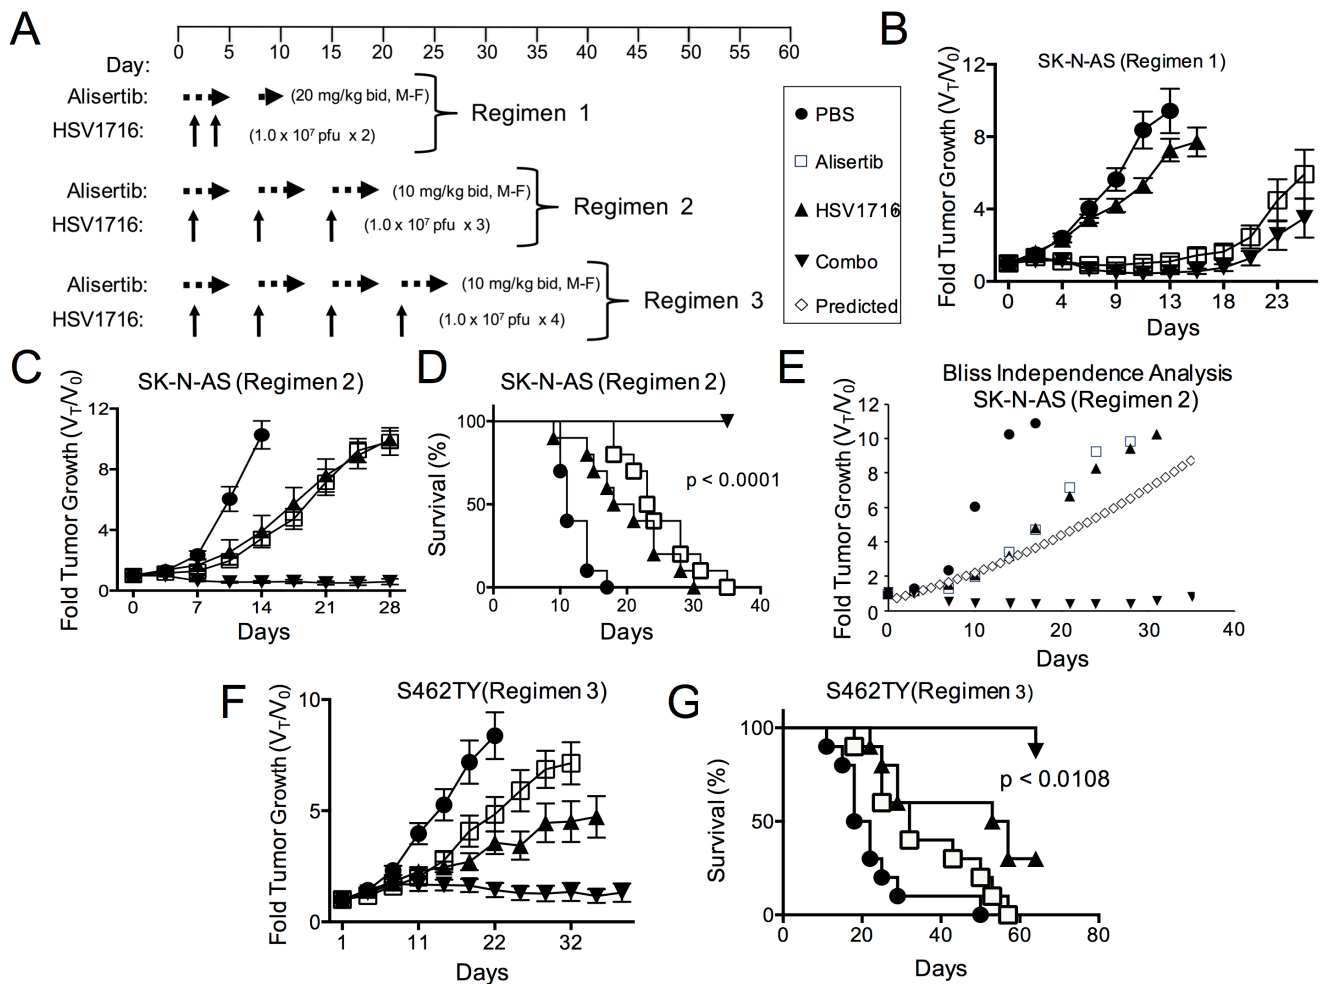 A
0 5 10 15 20 25 30 35 40 45 50 55 60
Day:
Alisertib: (20 mg/kg bid, M-F)
HSV1716: (1.0 x 10⁷ pfu x 2)
Regimen 1
Alisertib: (10 mg/kg bid, M-F)
HSV1716: (1.0 x 10⁷ pfu x 3)
Regimen 2
Alisertib: (10 mg/kg bid, M-F)
HSV1716: (1.0 x 10⁷ pfu x 4)
Regimen 3
PBS
Alisertib
HSV1716
Combo
Predicted
B
SK-N-AS (Regimen 1)
Fold Tumor Growth (V_T/V_0)
12
8
4
0
0 4 9 13 18 23
Days
C
SK-N-AS (Regimen 2)
Fold Tumor Growth (V_T/V_0)
12
8
4
0
0 7 14 21 28
Days
D
SK-N-AS (Regimen 2)
Survival (%)
100
50
0
p < 0.0001
0 10 20 30 40
Days
E
Bliss Independence Analysis
SK-N-AS (Regimen 2)
Fold Tumor Growth (V_T/V_0)
12
10
8
6
4
2
0
0 10 20 30 40
Days
F
S462TY(Regimen 3)
Fold Tumor Growth (V_T/V_0)
10
5
0
1 11 22 32
Days
G
S462TY(Regimen 3)
Survival (%)
100
50
0
p < 0.0108
0 20 40 60 80
Days